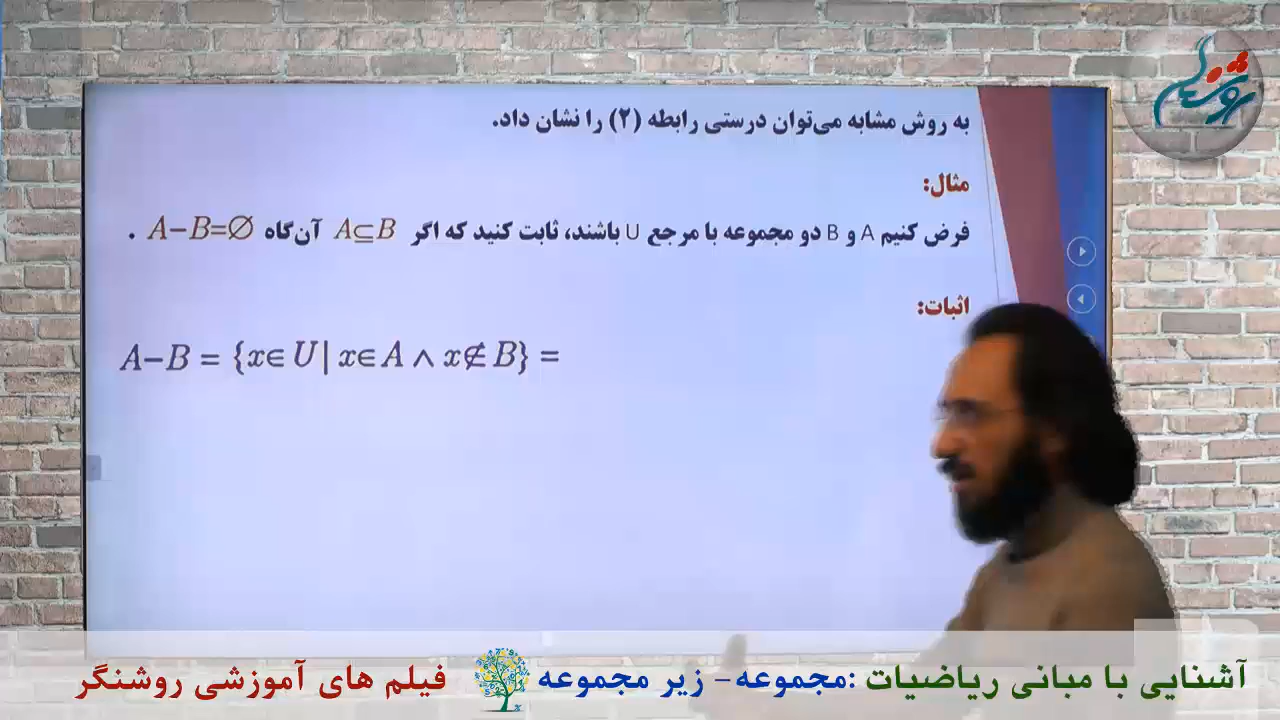 روشنگر
به روش مشابه می‌توان درستی رابطه (۲) را نشان داد.
مثال:
فرض کنیم A و B دو مجموعه با مرجع U باشند، ثابت کنید که اگر A⊆B آن‌گاه A−B=∅ .
اثبات:
A−B = {x∈U | x∈A ∧ x∉B} =
آشنایی با مبانی ریاضیات :مجموعه- زیر مجموعه
فیلم های آموزشی روشنگر